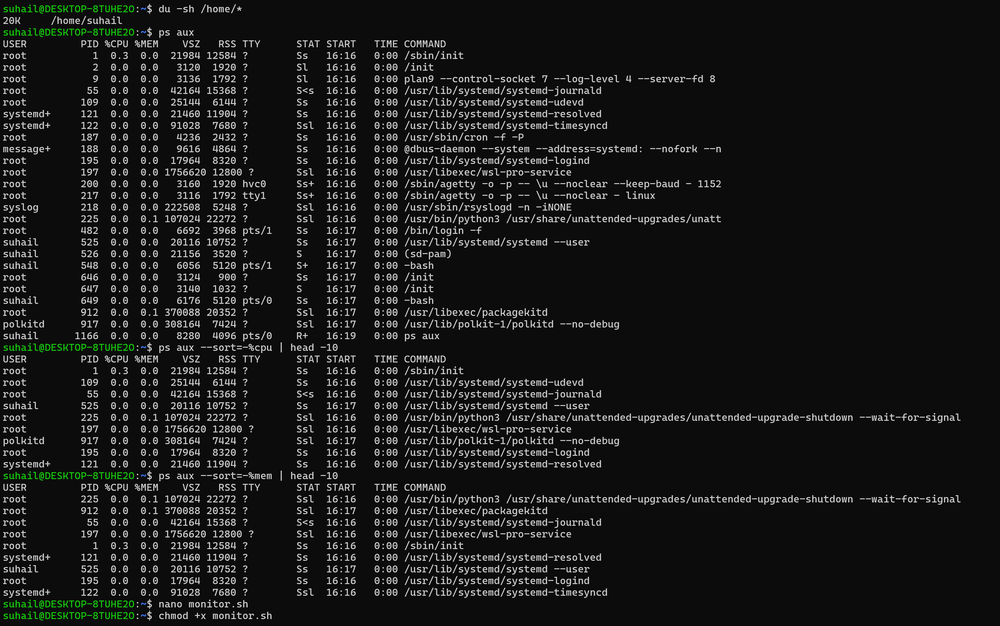 suhail@DESKTOP-8TUHE2O:~$ du -sh /home/*
20K     /home/suhail
suhail@DESKTOP-8TUHE2O:~$ ps aux
USER         PID %CPU %MEM    VSZ   RSS TTY      STAT START   TIME COMMAND
root           1  0.3  0.0  21984 12584 ?        Ss   16:16   0:00 /sbin/init
root           2  0.0  0.0   3120  1920 ?        Sl   16:16   0:00 /init
root           9  0.0  0.0   3136  1792 ?        Sl   16:16   0:00 plan9 --control-socket 7 --log-level 4 --server-fd 8
root          55  0.0  0.0  42164 15368 ?        S<s  16:16   0:00 /usr/lib/systemd/systemd-journald
root         109  0.0  0.0  25144  6144 ?        Ss   16:16   0:00 /usr/lib/systemd/systemd-udevd
systemd+     121  0.0  0.0  21460 11904 ?        Ss   16:16   0:00 /usr/lib/systemd/systemd-resolved
systemd+     122  0.0  0.0  91028  7680 ?        Ssl  16:16   0:00 /usr/lib/systemd/systemd-timesyncd
root         187  0.0  0.0   4236  2432 ?        Ss   16:16   0:00 /usr/sbin/cron -f -P
message+     188  0.0  0.0   9616  4864 ?        Ss   16:16   0:00 @dbus-daemon --system --address=systemd: --nofork --n
root         195  0.0  0.0  17964  8320 ?        Ss   16:16   0:00 /usr/lib/systemd/systemd-logind
root         197  0.0  0.0 1756620 12800 ?       Ssl  16:16   0:00 /usr/libexec/wsl-pro-service
root         200  0.0  0.0   3160  1920 hvc0     Ss+  16:16   0:00 /sbin/agetty -o -p -- \u --noclear --keep-baud - 1152
root         217  0.0  0.0   3116  1792 tty1     Ss+  16:16   0:00 /sbin/agetty -o -p -- \u --noclear - linux
syslog       218  0.0  0.0 222508  5248 ?        Ssl  16:16   0:00 /usr/sbin/rsyslogd -n -iNONE
root         225  0.0  0.1 107024 22272 ?        Ssl  16:16   0:00 /usr/bin/python3 /usr/share/unattended-upgrades/unatt
root         482  0.0  0.0   6692  3968 pts/1    Ss   16:17   0:00 /bin/login -f
suhail       525  0.0  0.0  20116 10752 ?        Ss   16:17   0:00 /usr/lib/systemd/systemd --user
suhail       526  0.0  0.0  21156  3520 ?        S    16:17   0:00 (sd-pam)
suhail       548  0.0  0.0   6056  5120 pts/1    S+   16:17   0:00 -bash
root         646  0.0  0.0   3124   900 ?        Ss   16:17   0:00 /init
root         647  0.0  0.0   3140  1032 ?        S    16:17   0:00 /init
suhail       649  0.0  0.0   6176  5120 pts/0    Ss   16:17   0:00 -bash
root         912  0.0  0.1 370088 20352 ?        Ssl  16:17   0:00 /usr/libexec/packagekitd
polkitd      917  0.0  0.0 308164  7424 ?        Ssl  16:17   0:00 /usr/lib/polkit-1/polkitd --no-debug
suhail      1166  0.0  0.0   8280  4096 pts/0    R+   16:19   0:00 ps aux
suhail@DESKTOP-8TUHE2O:~$ ps aux --sort=-%cpu | head -10
USER         PID %CPU %MEM    VSZ   RSS TTY      STAT START   TIME COMMAND
root           1  0.3  0.0  21984 12584 ?        Ss   16:16   0:00 /sbin/init
root         109  0.0  0.0  25144  6144 ?        Ss   16:16   0:00 /usr/lib/systemd/systemd-udevd
root          55  0.0  0.0  42164 15368 ?        S<s  16:16   0:00 /usr/lib/systemd/systemd-journald
suhail       525  0.0  0.0  20116 10752 ?        Ss   16:17   0:00 /usr/lib/systemd/systemd --user
root         225  0.0  0.1 107024 22272 ?        Ssl  16:16   0:00 /usr/bin/python3 /usr/share/unattended-upgrades/unattended-upgrade-shutdown --wait-for-signal
root         197  0.0  0.0 1756620 12800 ?       Ssl  16:16   0:00 /usr/libexec/wsl-pro-service
polkitd      917  0.0  0.0 308164  7424 ?        Ssl  16:17   0:00 /usr/lib/polkit-1/polkitd --no-debug
root         195  0.0  0.0  17964  8320 ?        Ss   16:16   0:00 /usr/lib/systemd/systemd-logind
systemd+     121  0.0  0.0  21460 11904 ?        Ss   16:16   0:00 /usr/lib/systemd/systemd-resolved
suhail@DESKTOP-8TUHE2O:~$ ps aux --sort=-%mem | head -10
USER         PID %CPU %MEM    VSZ   RSS TTY      STAT START   TIME COMMAND
root         225  0.0  0.1 107024 22272 ?        Ssl  16:16   0:00 /usr/bin/python3 /usr/share/unattended-upgrades/unattended-upgrade-shutdown --wait-for-signal
root         912  0.0  0.1 370088 20352 ?        Ssl  16:17   0:00 /usr/libexec/packagekitd
root          55  0.0  0.0  42164 15368 ?        S<s  16:16   0:00 /usr/lib/systemd/systemd-journald
root         197  0.0  0.0 1756620 12800 ?       Ssl  16:16   0:00 /usr/libexec/wsl-pro-service
root           1  0.3  0.0  21984 12584 ?        Ss   16:16   0:00 /sbin/init
systemd+     121  0.0  0.0  21460 11904 ?        Ss   16:16   0:00 /usr/lib/systemd/systemd-resolved
suhail       525  0.0  0.0  20116 10752 ?        Ss   16:17   0:00 /usr/lib/systemd/systemd --user
root         195  0.0  0.0  17964  8320 ?        Ss   16:16   0:00 /usr/lib/systemd/systemd-logind
systemd+     122  0.0  0.0  91028  7680 ?        Ssl  16:16   0:00 /usr/lib/systemd/systemd-timesyncd
suhail@DESKTOP-8TUHE2O:~$ nano monitor.sh
suhail@DESKTOP-8TUHE2O:~$ chmod +x monitor.sh